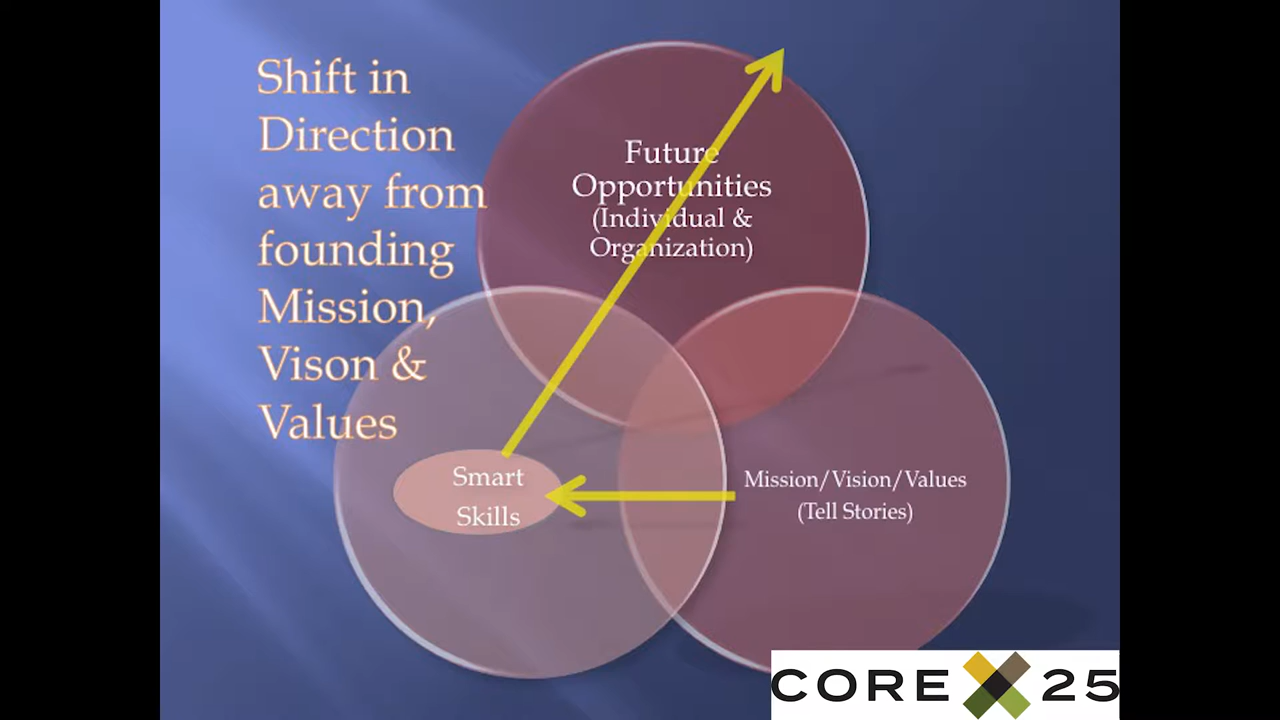 Shift in
Direction
away from
founding
Mission,
Vison &
Values
Future
Opportunities
(Individual &
Organization)
Smart
Skills
Mission/Vision/Values
(Tell Stories)
CORE X 25